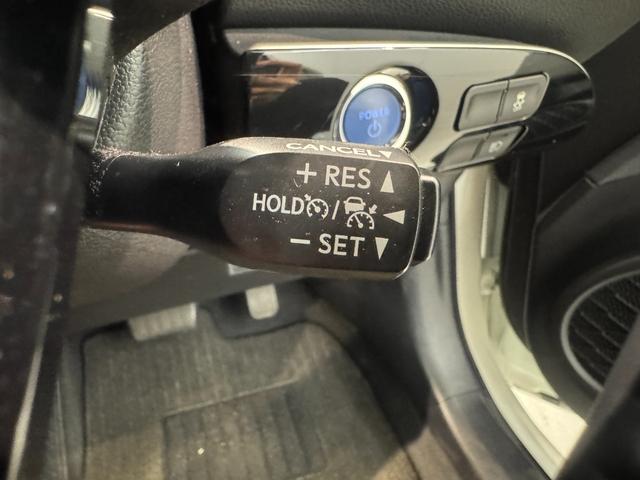 POWER
CANCEL▼
+ RES ▲
HOLD / ◄
− SET ▼